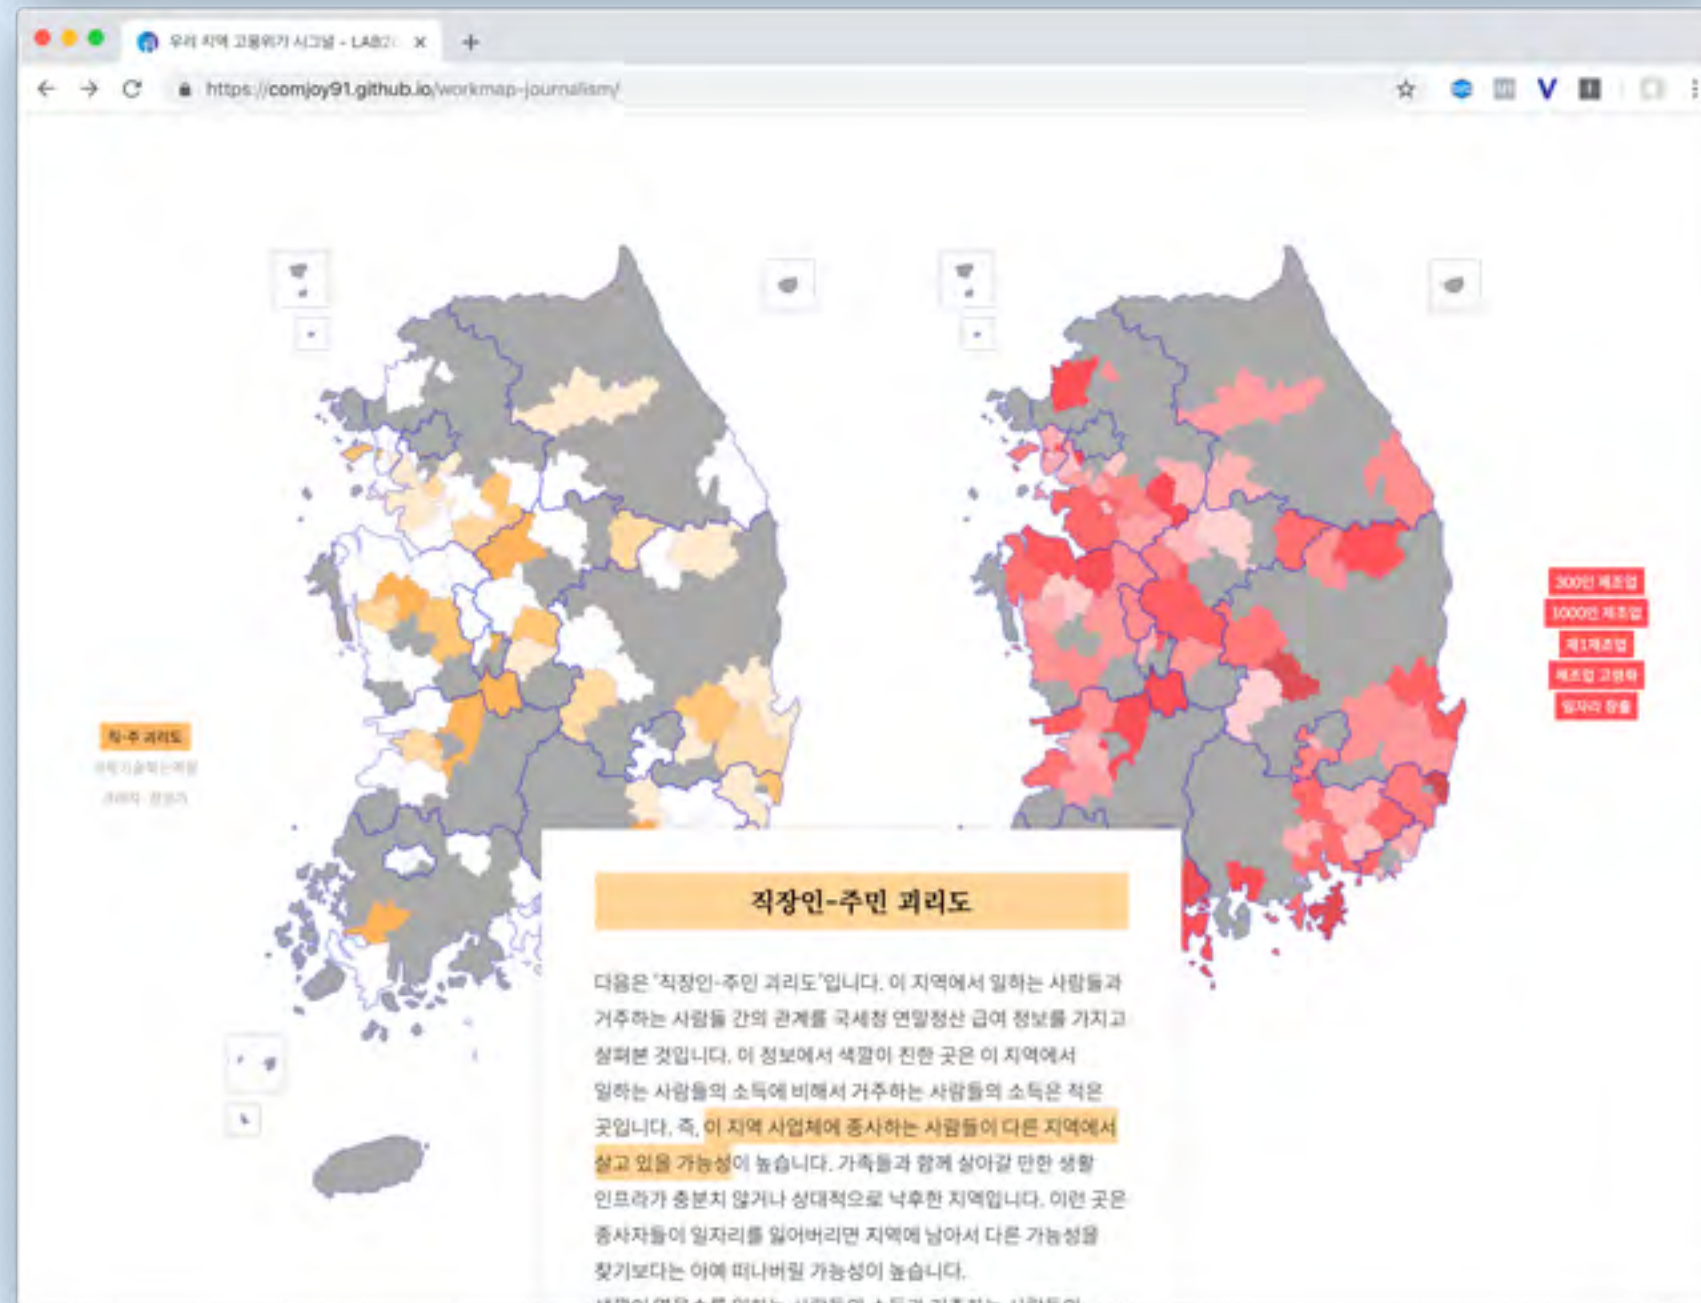 우리 지역 고용위기 시그널 - LAB2
https://comjoy91.github.io/workmap-journalism/
300인 제조업
1000인 제조업
제1제조업
제조업 고령화
일자리 창출
직-주 괴리도
직장인-주민 괴리도
다음은 "직장인-주민 괴리도"입니다. 이 지역에서 일하는 사람들과
거주하는 사람들 간의 관계를 국세청 연말정산 급여 정보를 가지고
살펴본 것입니다. 이 정보에서 색깔이 진한 곳은 이 지역에서
일하는 사람들의 소득에 비해서 거주하는 사람들의 소득은 적은
곳입니다. 즉, 이 지역 사업체에 종사하는 사람들이 다른 지역에서
살고 있을 가능성이 높습니다. 가족들과 함께 살아갈 만한 생활
인프라가 충분치 않거나 상대적으로 낙후한 지역입니다. 이런 곳은
종사자들이 일자리를 잃어버리면 지역에 남아서 다른 가능성을
찾기보다는 아예 떠나버릴 가능성이 높습니다.